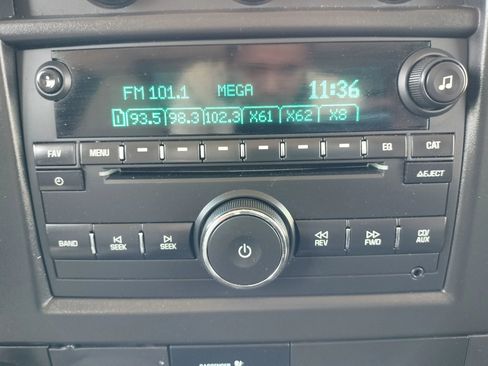 FM 101.1 MEGA 11:36
1 93.5 98.3 102.3 X61 X62 X8
FAV MENU EQ CAT
EJECT
BAND SEEK SEEK REV FWD CD/
AUX
PASSENGER